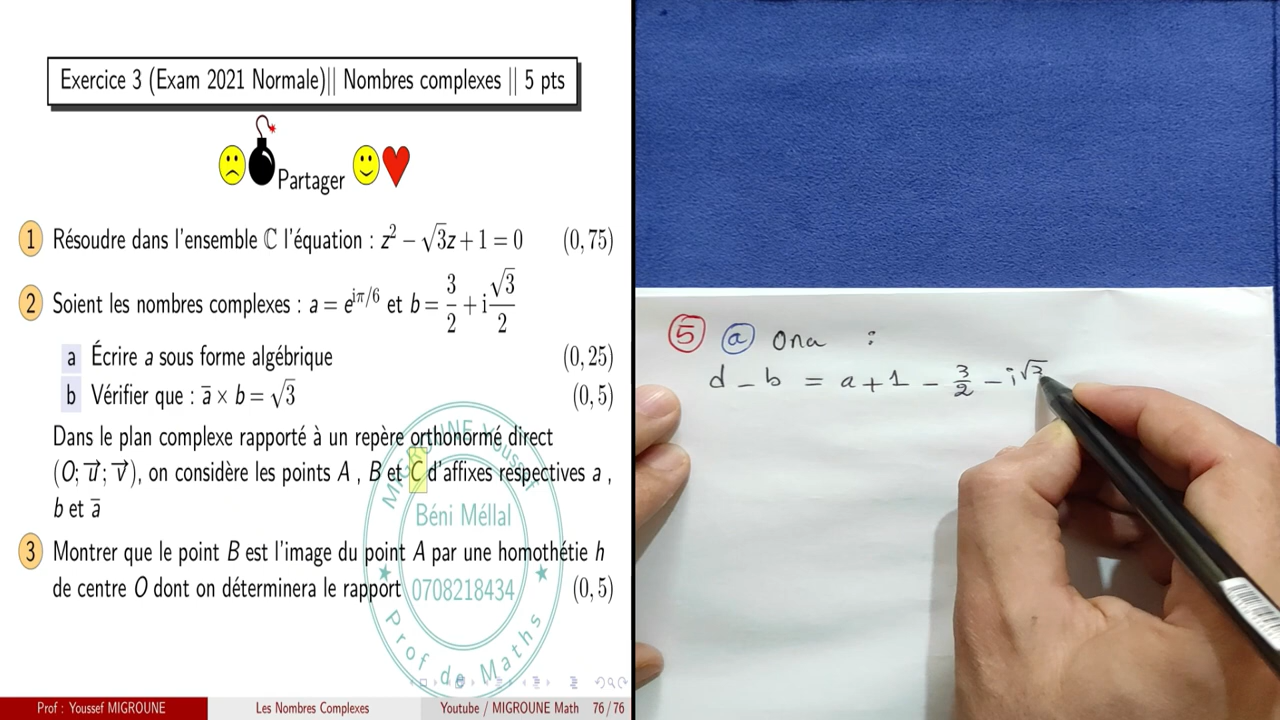 Exercice 3 (Exam 2021 Normale)|| Nombres complexes || 5 pts
Partager
1 Résoudre dans l'ensemble ℂ l'équation : z² − √3z + 1 = 0 (0, 75)
2 Soient les nombres complexes : a = e^{iπ/6} et b = 3/2 + i√3/2
a Écrire a sous forme algébrique (0, 25)
b Vérifier que : a̅ × b = √3 (0, 5)
Dans le plan complexe rapporté à un repère orthonormé direct
(O; u⃗; v⃗), on considère les points A , B et C d'affixes respectives a ,
b et a̅
3 Montrer que le point B est l'image du point A par une homothétie h
de centre O dont on déterminera le rapport (0, 5)
MIGROUNE Youssef
Béni Méllal
0708218434
Prof de Maths
Prof : Youssef MIGROUNE
Les Nombres Complexes
Youtube / MIGROUNE Math 76 / 76
5 a Ona :
d − b = a + 1 − 3/2 − i√3